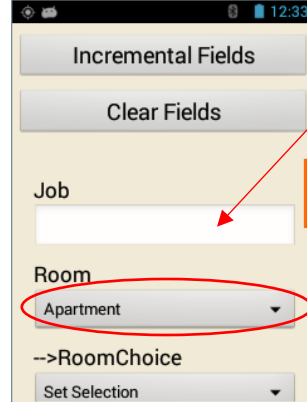 12:33
Incremental Fields
Clear Fields
Job
Room
Apartment
-->RoomChoice
Set Selection